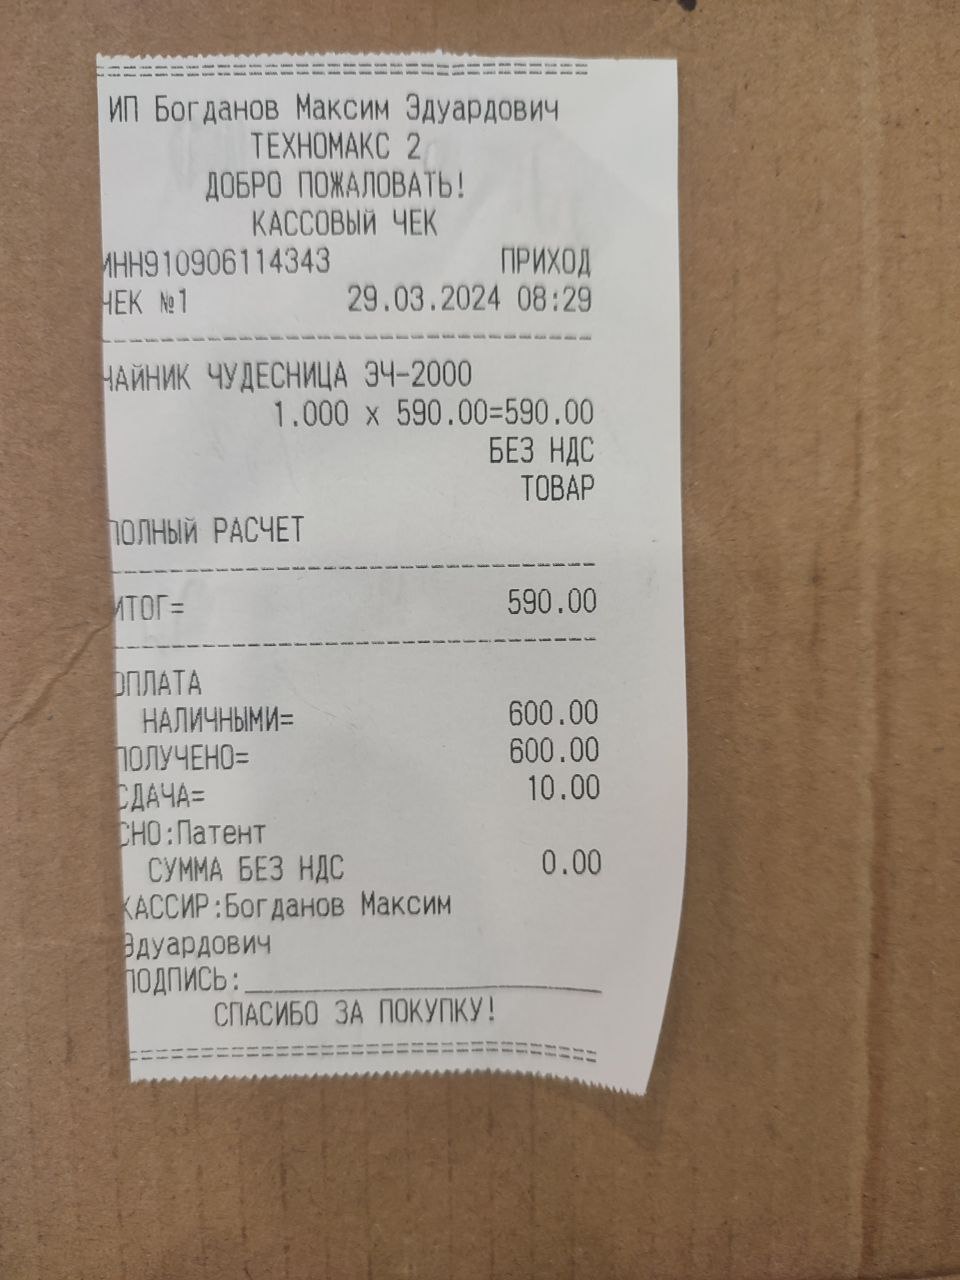 ИП Богданов Максим Эдуардович
ТЕХНОМАКС 2
ДОБРО ПОЖАЛОВАТЬ!
КАССОВЫЙ ЧЕК
ИНН910906114343 ПРИХОД
ЧЕК №1 29.03.2024 08:29
ЧАЙНИК ЧУДЕСНИЦА ЭЧ-2000
1.000 x 590.00=590.00
БЕЗ НДС
ТОВАР
ПОЛНЫЙ РАСЧЕТ
ИТОГ= 590.00
ОПЛАТА
НАЛИЧНЫМИ= 600.00
ПОЛУЧЕНО= 600.00
СДАЧА= 10.00
СНО:Патент
СУММА БЕЗ НДС 0.00
КАССИР:Богданов Максим
Эдуардович
ПОДПИСЬ:
СПАСИБО ЗА ПОКУПКУ!